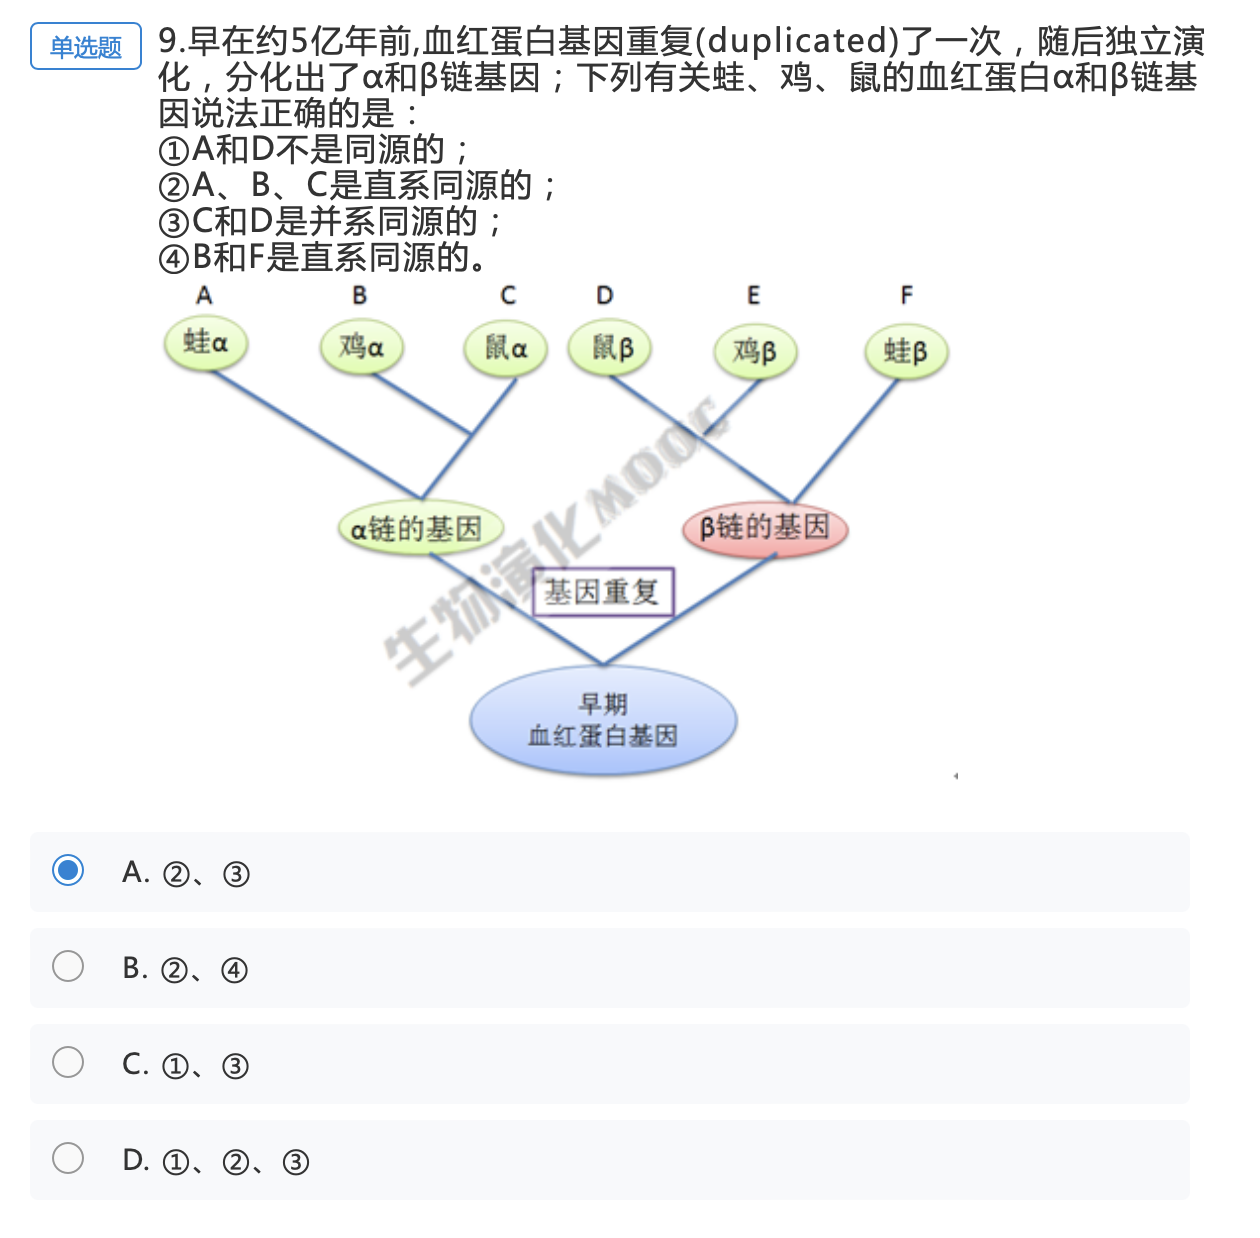 单选题
9.早在约5亿年前,血红蛋白基因重复(duplicated)了一次，随后独立演
化，分化出了α和β链基因；下列有关蛙、鸡、鼠的血红蛋白α和β链基
因说法正确的是：
①A和D不是同源的；
②A、B、C是直系同源的；
③C和D是并系同源的；
④B和F是直系同源的。
A B C D E F
蛙α 鸡α 鼠α 鼠β 鸡β 蛙β
α链的基因 β链的基因
基因重复
生物演化MOOC
早期
血红蛋白基因
A. ②、③
B. ②、④
C. ①、③
D. ①、②、③